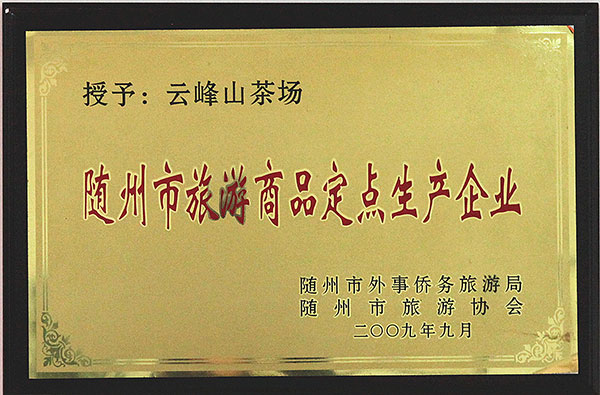 授予：云峰山茶场
随州市旅游商品定点生产企业
随州市外事侨务旅游局
随州市旅游协会
二〇〇九年九月